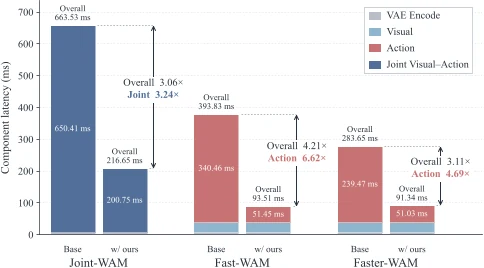 Component latency (ms)
700
600
500
400
300
200
100
0
VAE Encode
Visual
Action
Joint Visual–Action
Overall
663.53 ms
650.41 ms
Overall
216.65 ms
200.75 ms
Overall 3.06×
Joint 3.24×
Overall
393.83 ms
340.46 ms
Overall
93.51 ms
51.45 ms
Overall 4.21×
Action 6.62×
Overall
283.65 ms
239.47 ms
Overall
91.34 ms
51.03 ms
Overall 3.11×
Action 4.69×
Base w/ ours Base w/ ours Base w/ ours
Joint-WAM Fast-WAM Faster-WAM